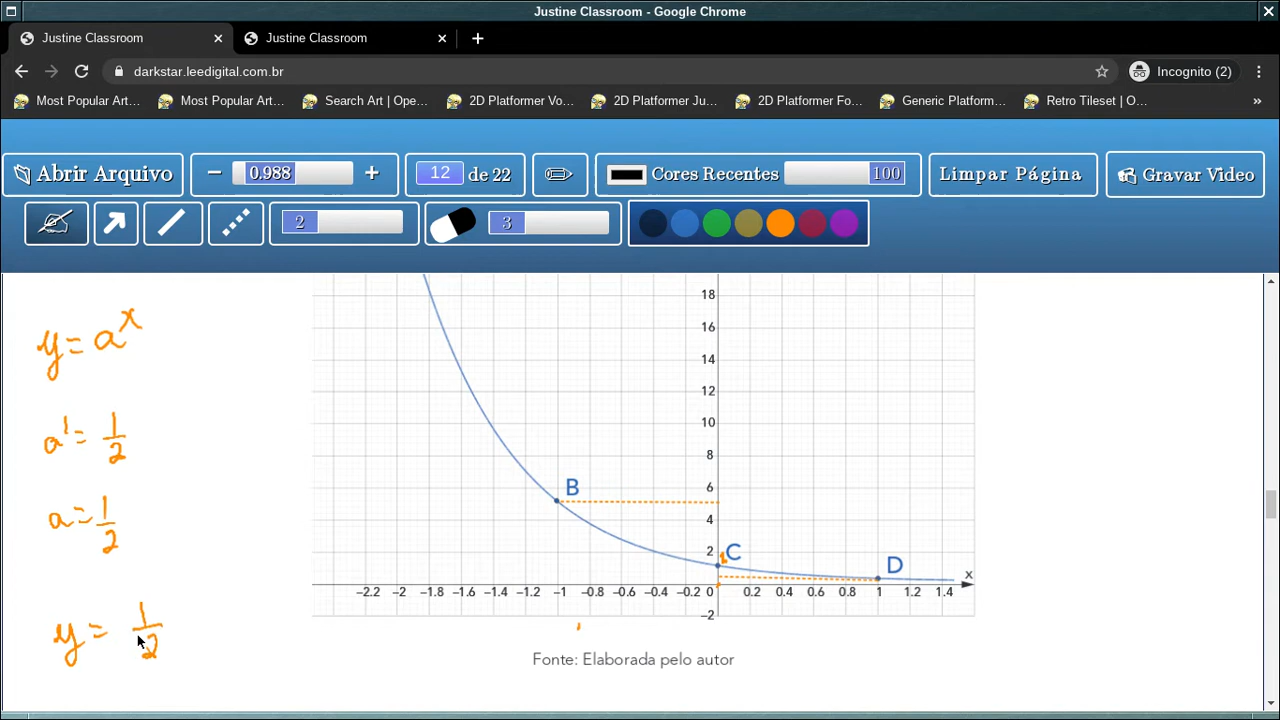 Justine Classroom - Google Chrome
Justine Classroom
Justine Classroom
darkstar.leedigital.com.br
Incognito (2)
Most Popular Art...
Most Popular Art...
Search Art | Ope...
2D Platformer Vo...
2D Platformer Ju...
2D Platformer Fo...
Generic Platform...
Retro Tileset | O...
Abrir Arquivo
− 0.988 +
12 de 22
Cores Recentes 100
Limpar Página
Gravar Video
2
3
y = a^x
a^1 = 1/2
a = 1/2
y = 1/2
18
16
14
12
10
8
6
4
2
B
C
D
x
-2.2 -2 -1.8 -1.6 -1.4 -1.2 -1 -0.8 -0.6 -0.4 -0.2 0 0.2 0.4 0.6 0.8 1 1.2 1.4
-2
Fonte: Elaborada pelo autor